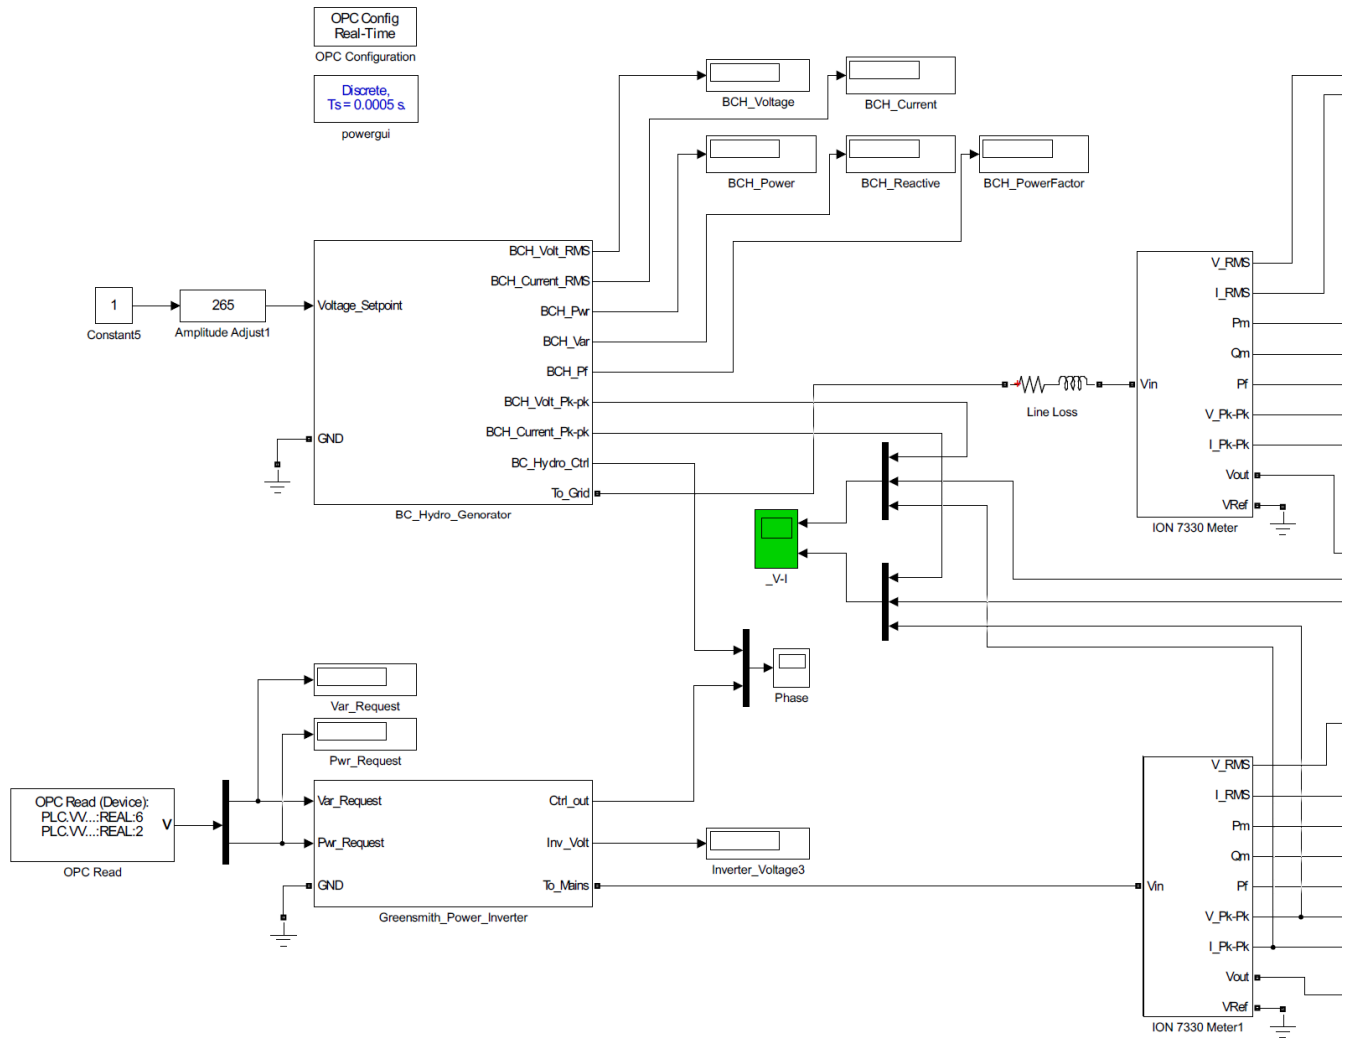 OPC Config
Real-Time
OPC Configuration
Discrete,
Ts = 0.0005 s.
powergui
BCH_Voltage
BCH_Current
BCH_Power
BCH_Reactive
BCH_PowerFactor
1
Constant5
265
Amplitude Adjust1
Voltage_Setpoint
GND
BCH_Volt_RMS
BCH_Current_RMS
BCH_Pwr
BCH_Var
BCH_Pf
BCH_Volt_Pk-pk
BCH_Current_Pk-pk
BC_Hydro_Ctrl
To_Grid
BC_Hydro_Genorator
Line Loss
V_RMS
I_RMS
Pm
Qm
Pf
V_Pk-Pk
I_Pk-Pk
Vout
VRef
Vin
ION 7330 Meter
_V-I
Phase
Var_Request
Pwr_Request
OPC Read (Device):
PLC.VV...:REAL:6
PLC.VV...:REAL:2
V
OPC Read
Var_Request
Pwr_Request
GND
Ctrl_out
Inv_Volt
To_Mains
Greensmith_Power_Inverter
Inverter_Voltage3
Vin
V_RMS
I_RMS
Pm
Qm
Pf
V_Pk-Pk
I_Pk-Pk
Vout
VRef
ION 7330 Meter1